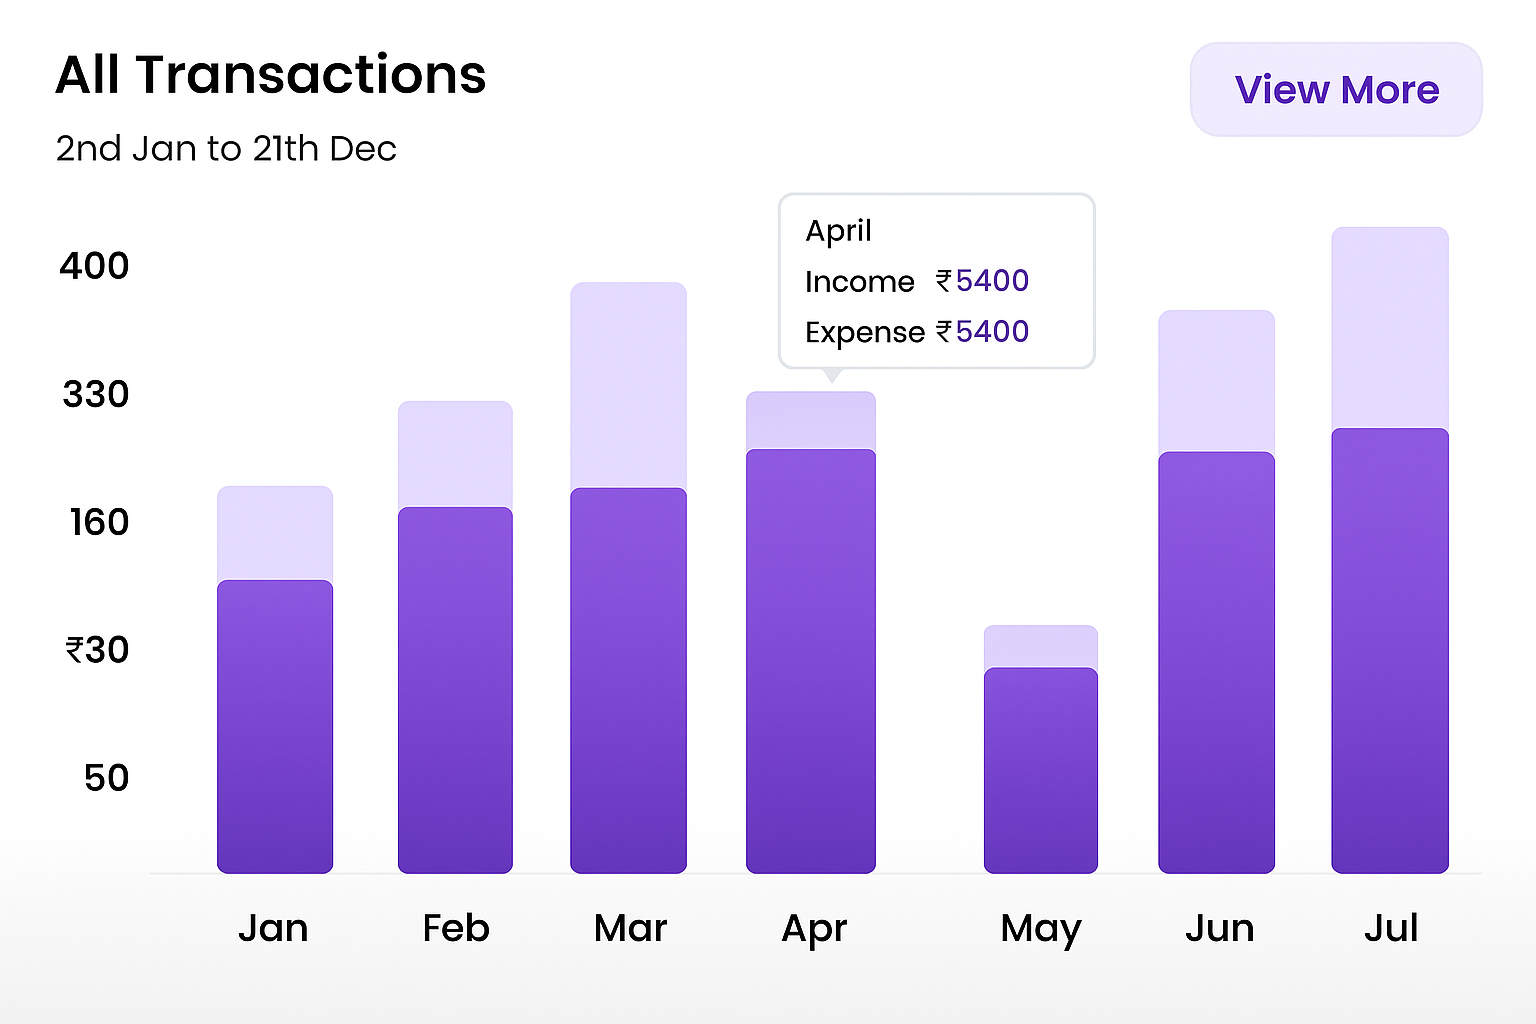 All Transactions
View More
2nd Jan to 21th Dec
April
Income ₹5400
Expense ₹5400
400
330
160
₹30
50
Jan Feb Mar Apr May Jun Jul